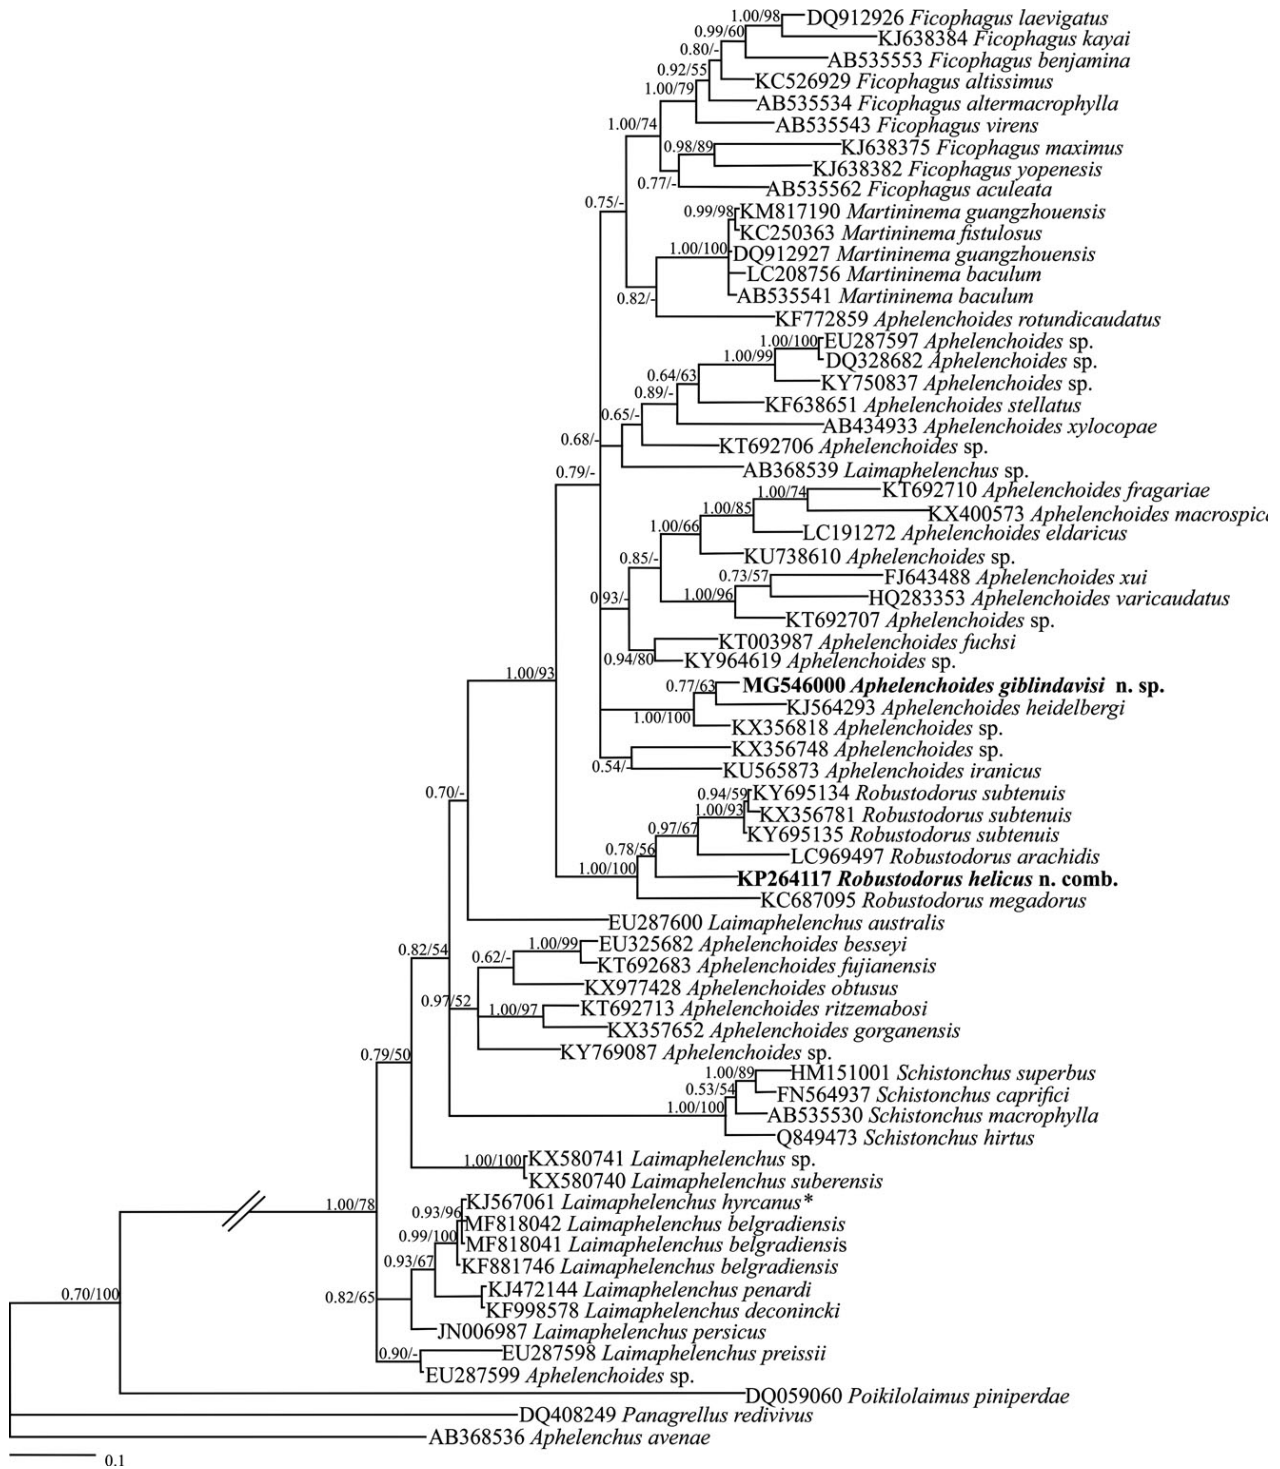 1.00/98
DQ912926 Ficophagus laevigatus
0.99/60
KJ638384 Ficophagus kayai
0.80/-
AB535553 Ficophagus benjamina
0.92/55
KC526929 Ficophagus altissimus
1.00/79
AB535534 Ficophagus altermacrophylla
1.00/74
AB535543 Ficophagus virens
0.98/89
KJ638375 Ficophagus maximus
KJ638382 Ficophagus yopenesis
0.77/-
AB535562 Ficophagus aculeata
0.75/-
0.99/98
KM817190 Martininema guangzhouensis
KC250363 Martininema fistulosus
1.00/100
DQ912927 Martininema guangzhouensis
LC208756 Martininema baculum
0.82/-
AB535541 Martininema baculum
KF772859 Aphelenchoides rotundicaudatus
1.00/100
EU287597 Aphelenchoides sp.
1.00/99
DQ328682 Aphelenchoides sp.
0.64/63
KY750837 Aphelenchoides sp.
0.89/-
KF638651 Aphelenchoides stellatus
0.65/-
AB434933 Aphelenchoides xylocopae
0.68/-
KT692706 Aphelenchoides sp.
0.79/-
AB368539 Laimaphelenchus sp.
1.00/74
KT692710 Aphelenchoides fragariae
1.00/85
KX400573 Aphelenchoides macrospica
1.00/66
LC191272 Aphelenchoides eldaricus
0.85/-
KU738610 Aphelenchoides sp.
0.73/57
FJ643488 Aphelenchoides xui
0.93/-
1.00/96
HQ283353 Aphelenchoides varicaudatus
KT692707 Aphelenchoides sp.
KT003987 Aphelenchoides fuchsi
0.94/80
KY964619 Aphelenchoides sp.
1.00/93
0.77/63
MG546000 Aphelenchoides giblindavisi n. sp.
KJ564293 Aphelenchoides heidelbergi
1.00/100
KX356818 Aphelenchoides sp.
KX356748 Aphelenchoides sp.
0.54/-
KU565873 Aphelenchoides iranicus
0.70/-
0.94/59
KY695134 Robustodorus subtenuis
1.00/93
KX356781 Robustodorus subtenuis
0.97/67
KY695135 Robustodorus subtenuis
0.78/56
LC969497 Robustodorus arachidis
1.00/100
KP264117 Robustodorus helicus n. comb.
KC687095 Robustodorus megadorus
EU287600 Laimaphelenchus australis
0.82/54
1.00/99
EU325682 Aphelenchoides besseyi
0.62/-
KT692683 Aphelenchoides fujianensis
KX977428 Aphelenchoides obtusus
0.97/52
1.00/97
KT692713 Aphelenchoides ritzemabosi
KX357652 Aphelenchoides gorganensis
0.79/50
KY769087 Aphelenchoides sp.
1.00/89
HM151001 Schistonchus superbus
0.53/54
FN564937 Schistonchus caprifici
1.00/100
AB535530 Schistonchus macrophylla
Q849473 Schistonchus hirtus
1.00/100
KX580741 Laimaphelenchus sp.
KX580740 Laimaphelenchus suberensis
1.00/78
0.93/96
KJ567061 Laimaphelenchus hyrcanus*
MF818042 Laimaphelenchus belgradiensis
0.99/100
MF818041 Laimaphelenchus belgradiensis
0.93/67
KF881746 Laimaphelenchus belgradiensis
0.70/100
0.82/65
KJ472144 Laimaphelenchus penardi
KF998578 Laimaphelenchus deconincki
JN006987 Laimaphelenchus persicus
0.90/-
EU287598 Laimaphelenchus preissii
EU287599 Aphelenchoides sp.
DQ059060 Poikilolaimus piniperdae
DQ408249 Panagrellus redivivus
AB368536 Aphelenchus avenae
0.1